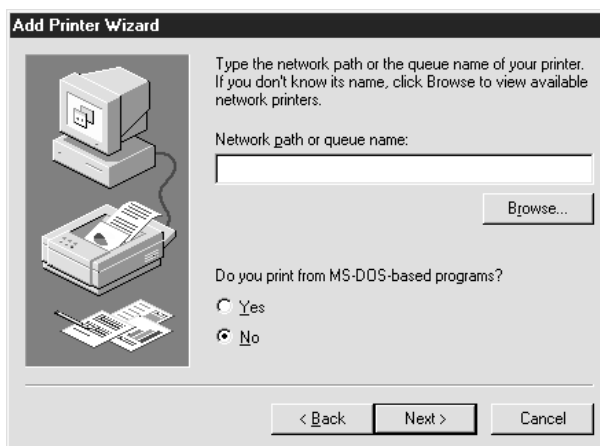 Add Printer Wizard
Type the network path or the queue name of your printer.
If you don't know its name, click Browse to view available
network printers.
Network path or queue name:
Browse...
Do you print from MS-DOS-based programs?
Yes
No
< Back
Next >
Cancel